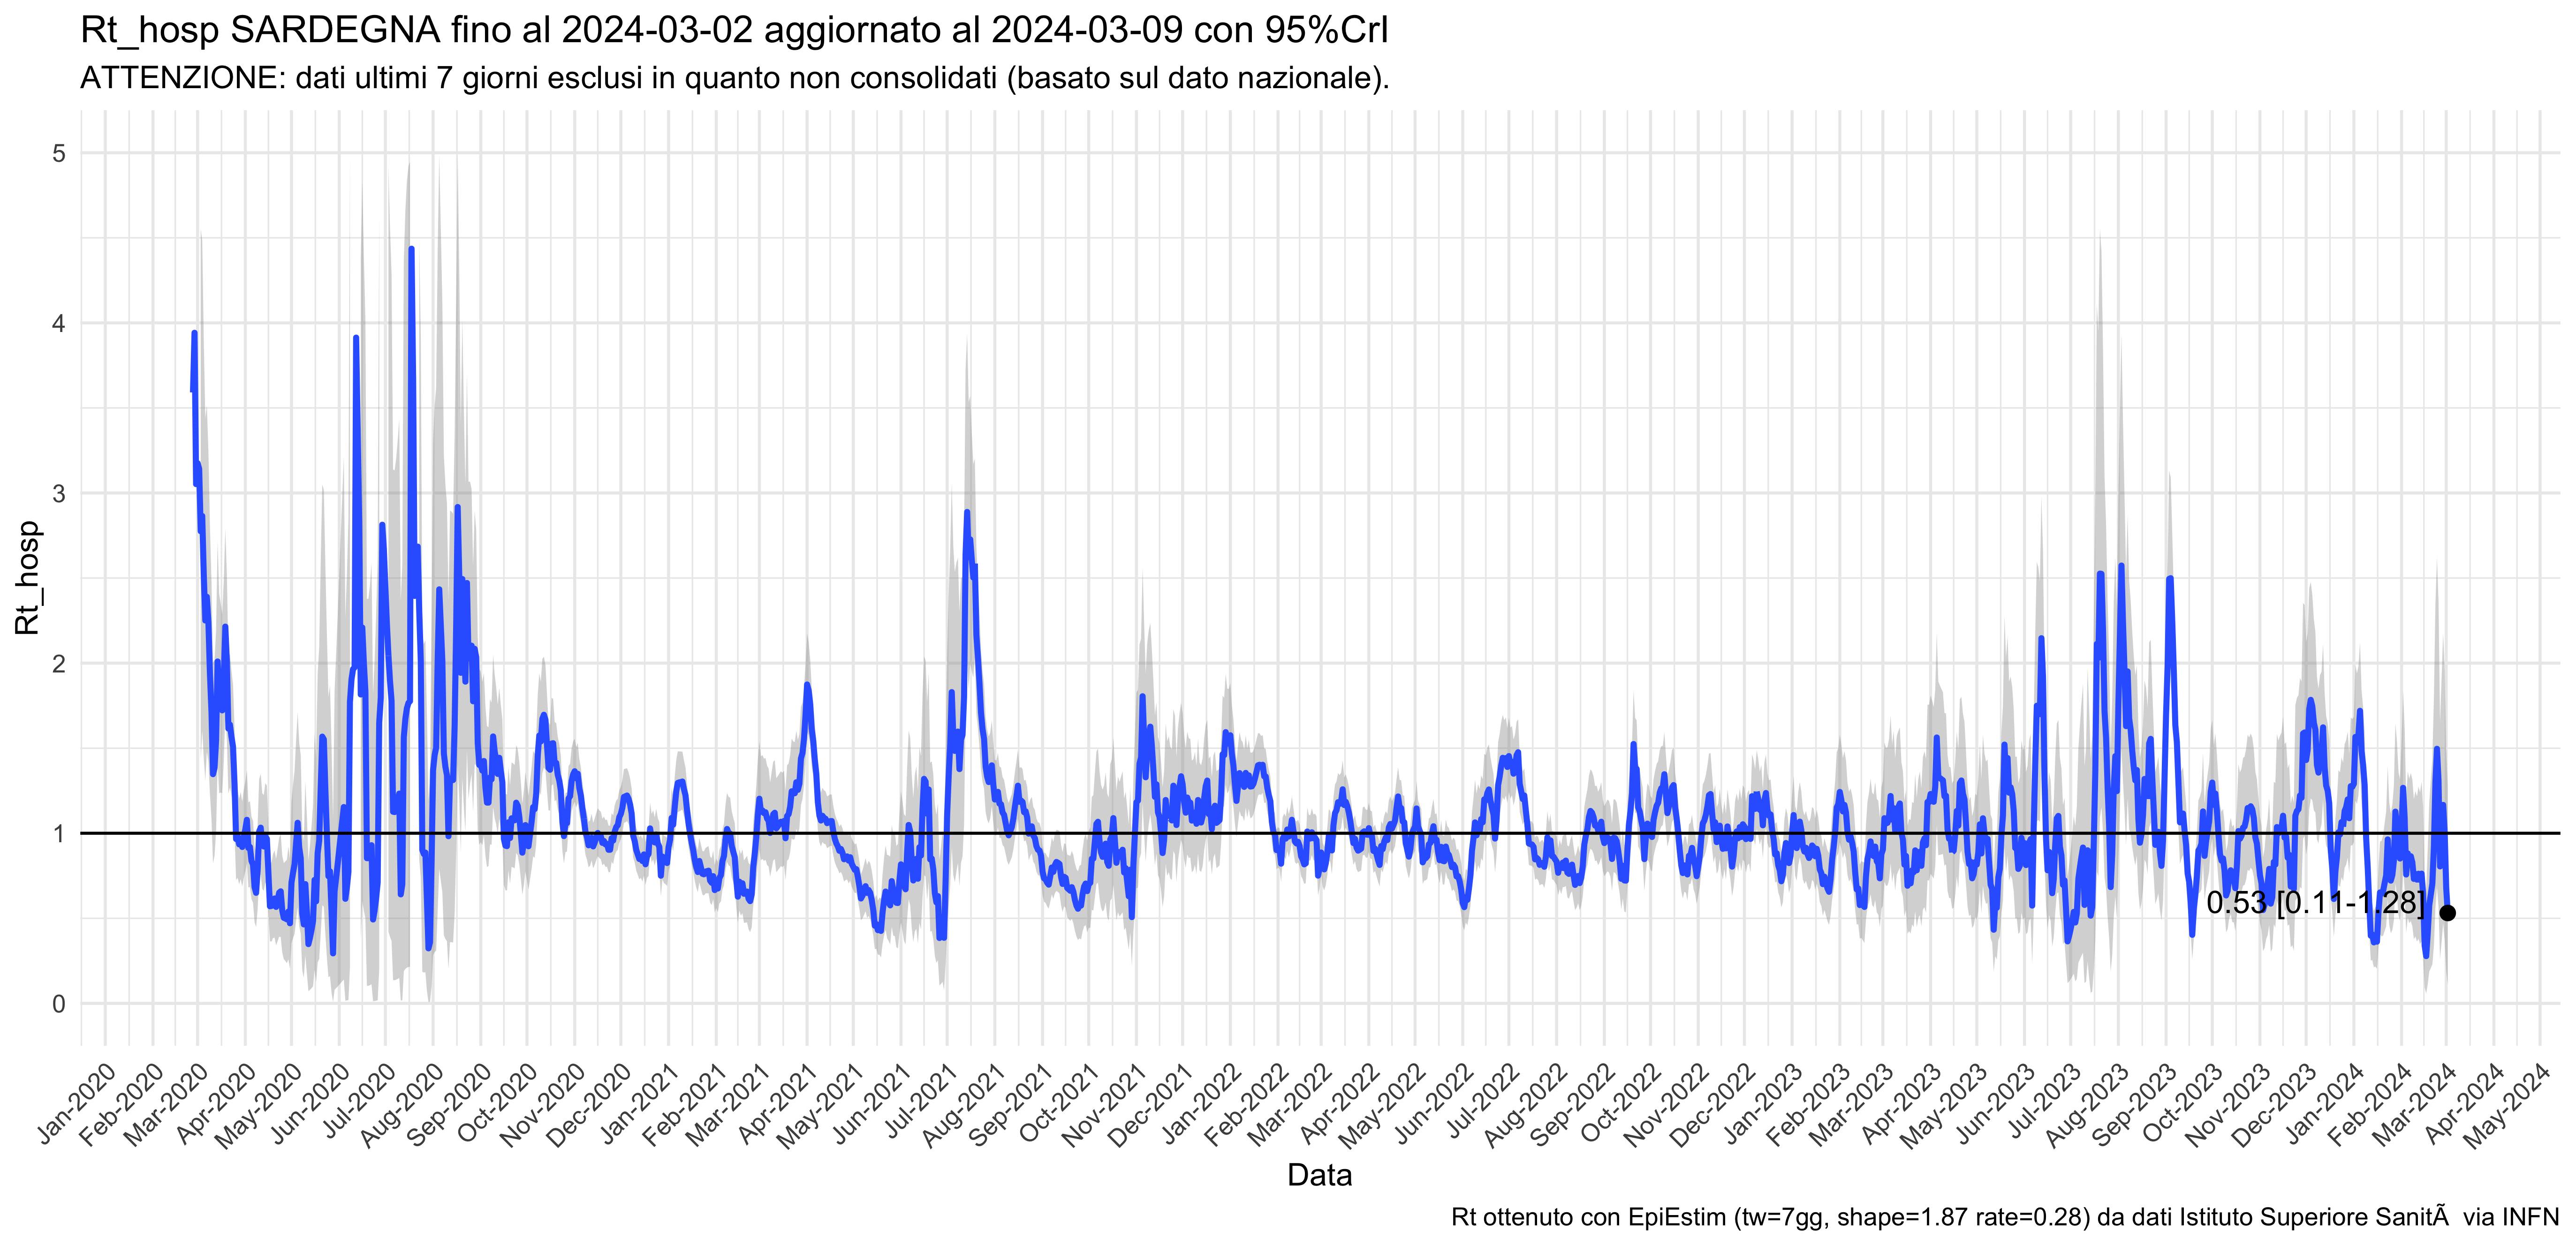 Rt_hosp SARDEGNA fino al 2024-03-02 aggiornato al 2024-03-09 con 95%CrI
ATTENZIONE: dati ultimi 7 giorni esclusi in quanto non consolidati (basato sul dato nazionale).
5
4
3
2
1
0
Rt_hosp
0.53 [0.11-1.28]
Jan-2020
Feb-2020
Mar-2020
Apr-2020
May-2020
Jun-2020
Jul-2020
Aug-2020
Sep-2020
Oct-2020
Nov-2020
Dec-2020
Jan-2021
Feb-2021
Mar-2021
Apr-2021
May-2021
Jun-2021
Jul-2021
Aug-2021
Sep-2021
Oct-2021
Nov-2021
Dec-2021
Jan-2022
Feb-2022
Mar-2022
Apr-2022
May-2022
Jun-2022
Jul-2022
Aug-2022
Sep-2022
Oct-2022
Nov-2022
Dec-2022
Jan-2023
Feb-2023
Mar-2023
Apr-2023
May-2023
Jun-2023
Jul-2023
Aug-2023
Sep-2023
Oct-2023
Nov-2023
Dec-2023
Jan-2024
Feb-2024
Mar-2024
Apr-2024
May-2024
Data
Rt ottenuto con EpiEstim (tw=7gg, shape=1.87 rate=0.28) da dati Istituto Superiore SanitÃ  via INFN